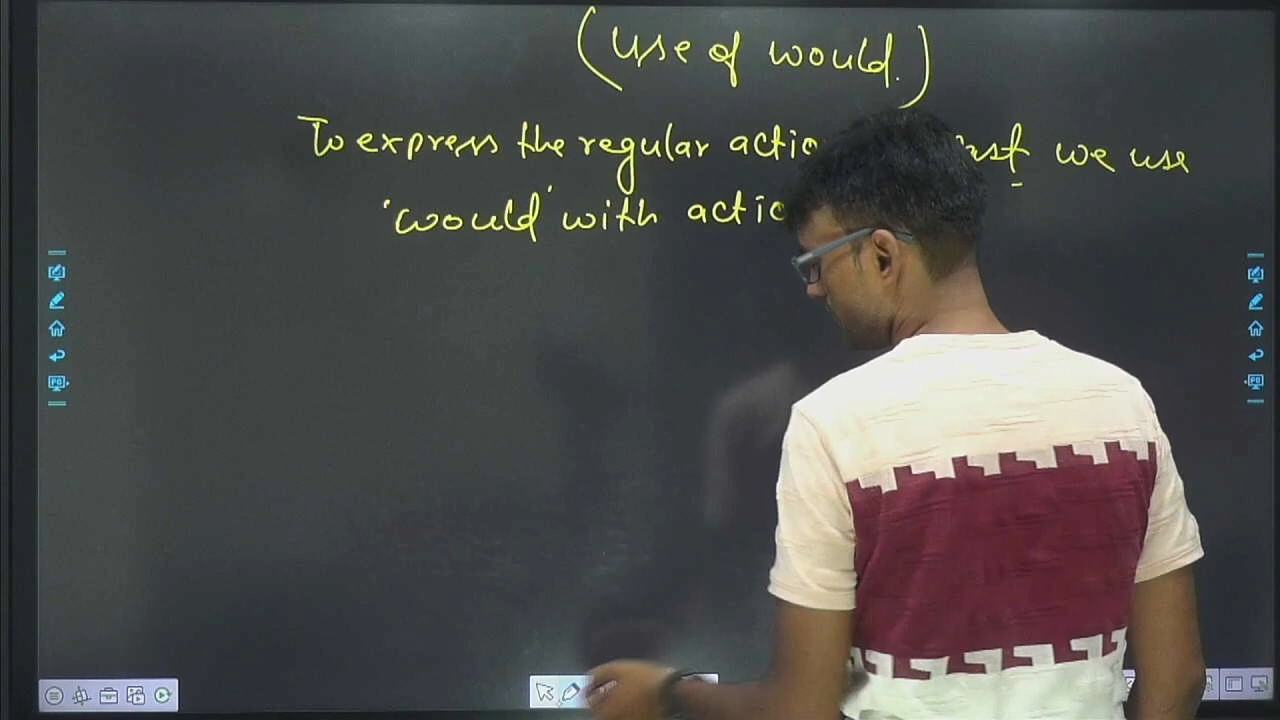 (Use of would.)
To express the regular actio ast we use
'would' with actio